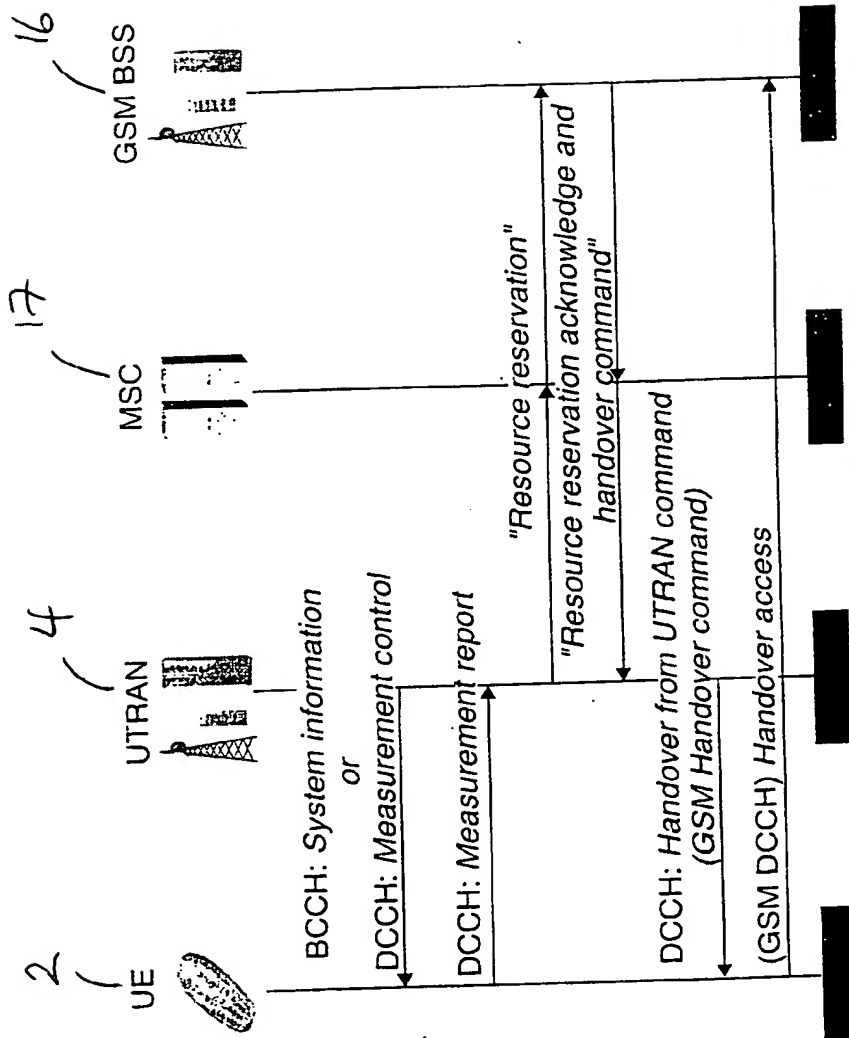 2
4
17
16
UE
UTRAN
MSC
GSM BSS
BCCH: System information
or
DCCH: Measurement control
DCCH: Measurement report
"Resource reservation"
"Resource reservation acknowledge and
handover command"
DCCH: Handover from UTRAN command
(GSM Handover command)
(GSM DCCH) Handover access